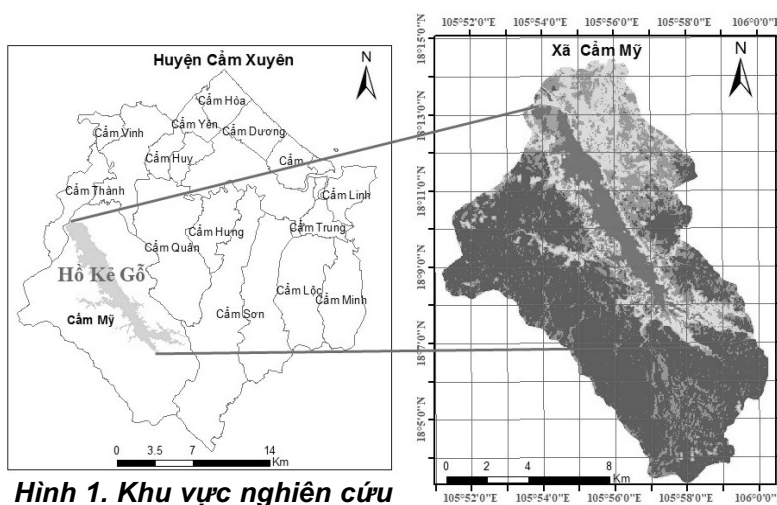 105°52'0"E 105°54'0"E 105°56'0"E 105°58'0"E 106°0'0"E
Huyện Cẩm Xuyên
N
Cẩm Hòa
Cẩm Yên
Cẩm Vinh
Cẩm Dương
Cẩm Huy
Cẩm
Cẩm Thành
Cẩm Linh
Cẩm Hưng
Cẩm Trung
Cẩm Quân
Hồ Kẻ Gỗ
Cẩm Lộc
Cẩm Minh
Cẩm Sơn
Cẩm Mỹ
0 3.5 7 14
Km
Xã Cẩm Mỹ
N
18°15'0"N
18°13'0"N
18°11'0"N
18°9'0"N
18°7'0"N
18°5'0"N
0 2 4 8
Km
105°52'0"E 105°54'0"E 105°56'0"E 105°58'0"E 106°0'0"
Hình 1. Khu vực nghiên cứu